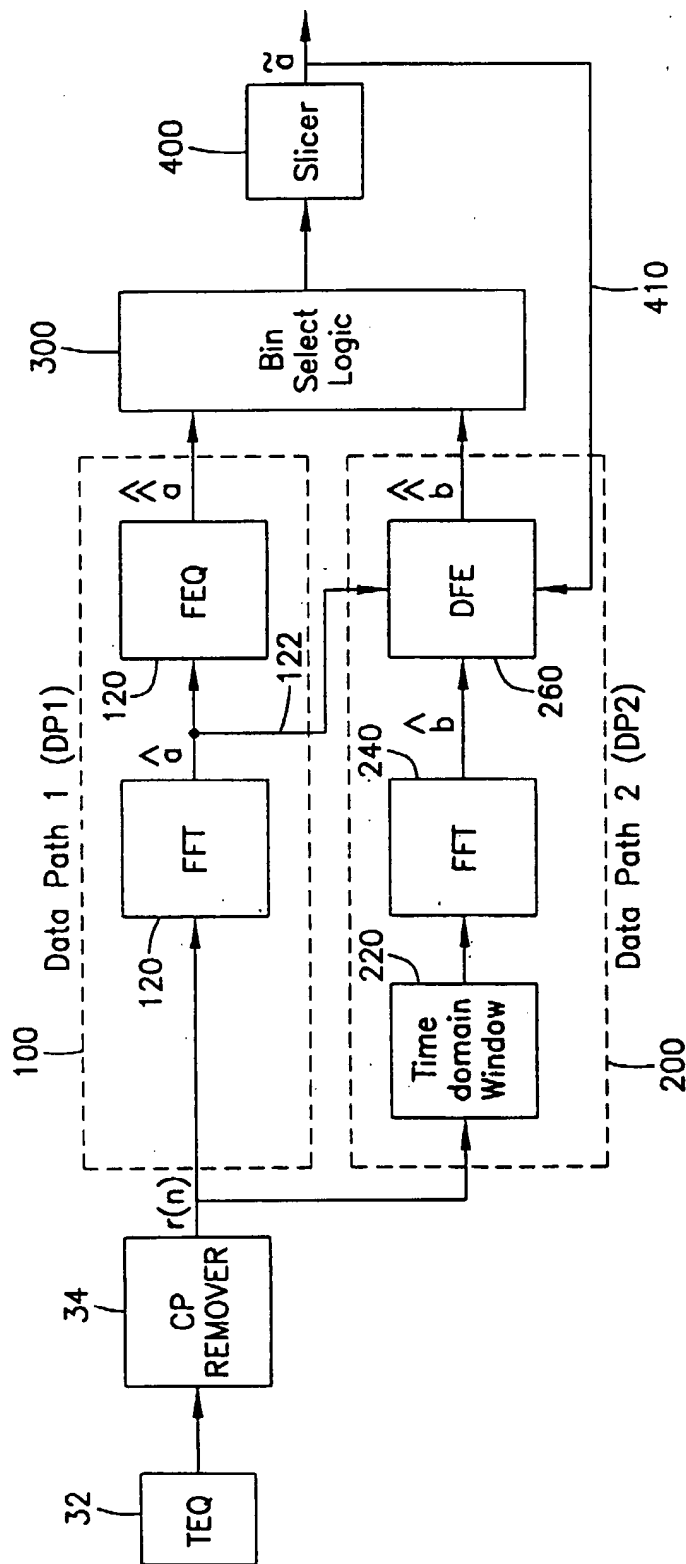 Data Path 1 (DP1)
100
32
TEQ
34
CP
REMOVER
r(n)
120
FFT
^
a
122
120
FEQ
^^
a
300
Bin
Select
Logic
400
Slicer
~
a
410
220
Time
domain
Window
240
FFT
^
b
DFE
260
^^
b
200
Data Path 2 (DP2)